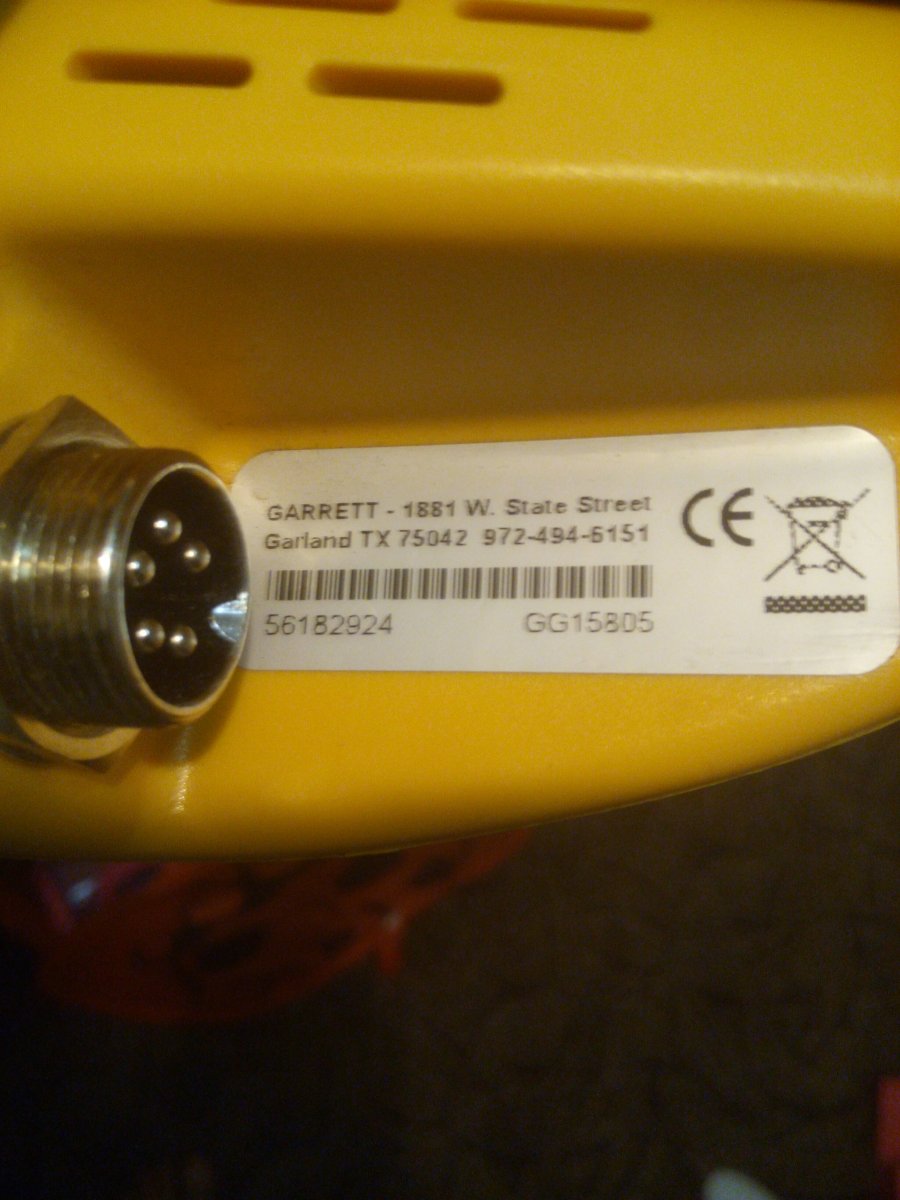 GARRETT - 1881 W. State Street
Garland TX 75042 972-494-6151
56182924 GG15805
CE